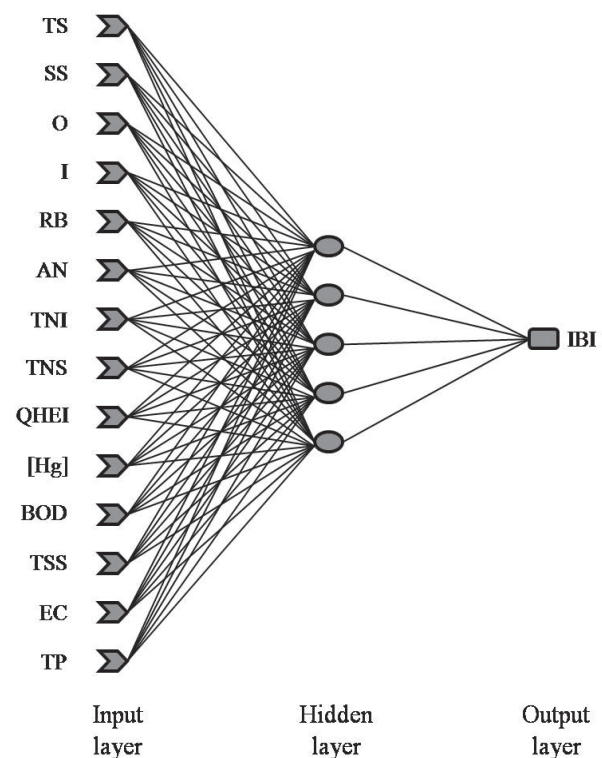 TS
SS
O
I
RB
AN
TNI
TNS
QHEI
[Hg]
BOD
TSS
EC
TP
IBI
Input
layer
Hidden
layer
Output
layer